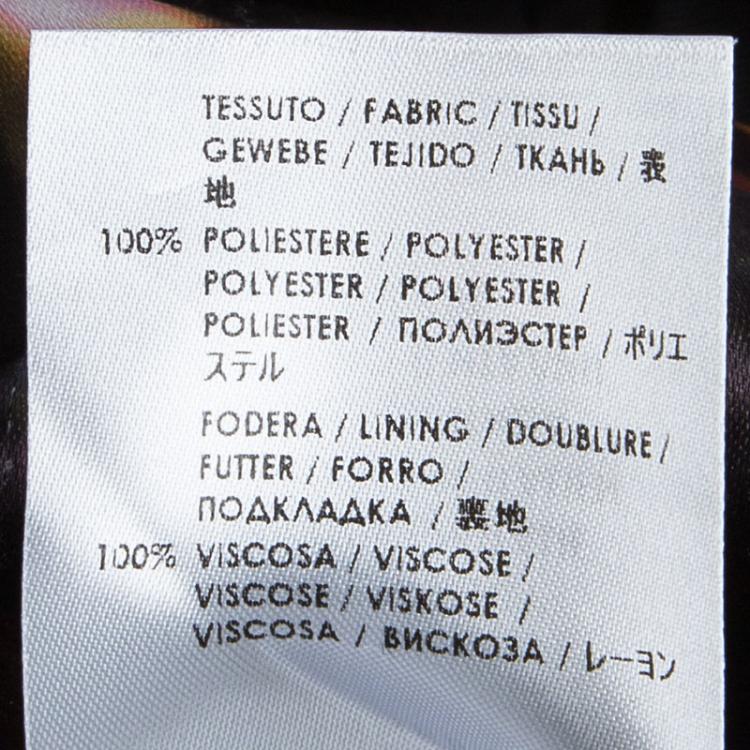 TESSUTO / FABRIC / TISSU /
GEWEBE / TEJIDO / ТКАНЬ / 表
地
100% POLIESTERE / POLYESTER /
POLYESTER / POLYESTER /
POLIESTER / ПОЛИЭСТЕР / ポリエ
ステル
FODERA / LINING / DOUBLURE /
FUTTER / FORRO /
ПОДКЛАДКА / 裏地
100% VISCOSA / VISCOSE /
VISCOSE / VISKOSE /
VISCOSA / ВИСКОЗА / レーヨン